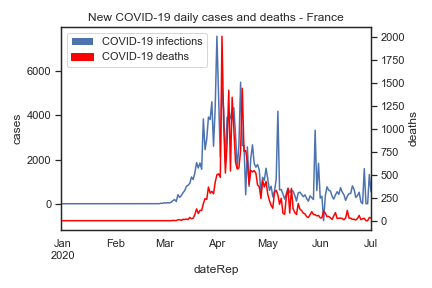 New COVID-19 daily cases and deaths - France
COVID-19 infections
COVID-19 deaths
cases
6000
4000
2000
0
deaths
2000
1750
1500
1250
1000
750
500
250
0
Jan Feb Mar Apr May Jun Jul
2020
dateRep